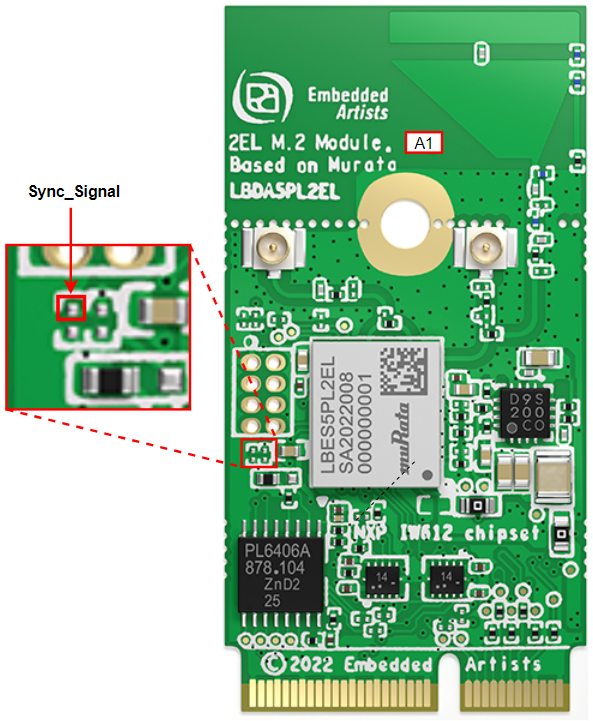 Embedded
Artists
2EL M.2 Module. A1
Based on Murata
LBDA5PL2EL
Sync_Signal
LBES5PL2EL
SA2022008
000000001
muRata
D9S
200
CO
NXP IW612 chipset
PL6406A
878.104
ZnD2
25
14
14
©2022 Embedded Artists